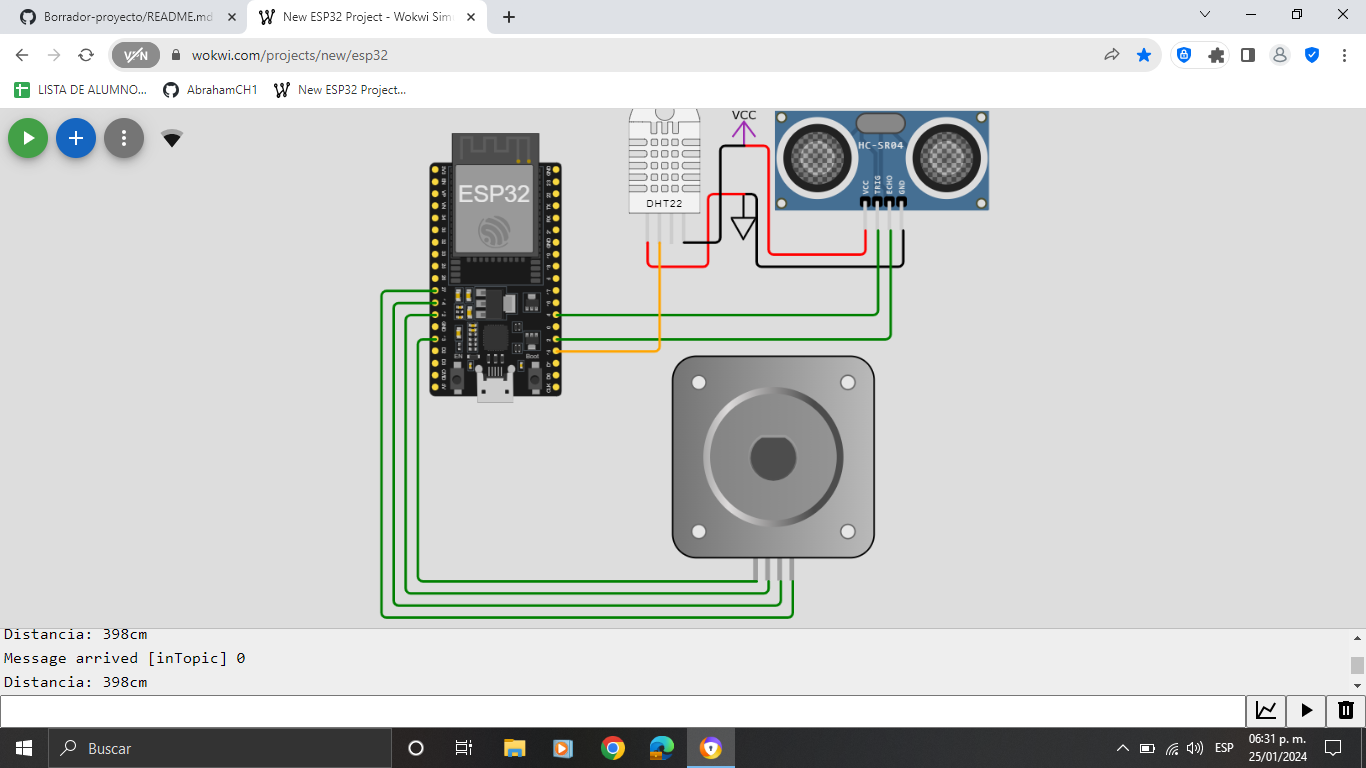 Borrador-proyecto/README.md
New ESP32 Project - Wokwi Sim
VPN
wokwi.com/projects/new/esp32
LISTA DE ALUMNO...
AbrahamCH1
New ESP32 Project...
VCC
HC-SR04
VCC
TRIG
ECHO
GND
ESP32
DHT22
EN
Boot
Distancia: 398cm
Message arrived [inTopic] 0
Distancia: 398cm
Buscar
ESP
06:31 p. m.
25/01/2024